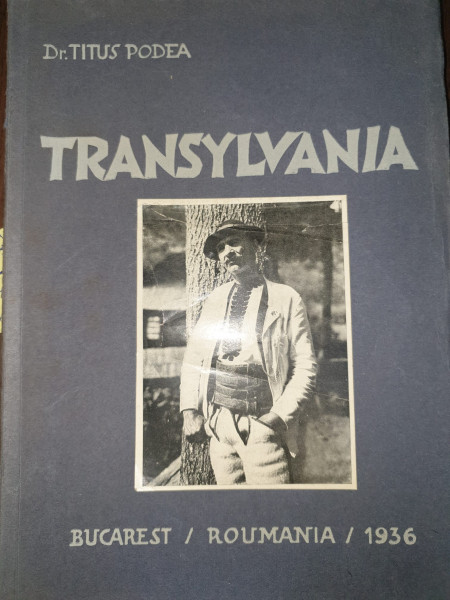 Dr. TITUS PODEA
TRANSYLVANIA
BUCAREST / ROUMANIA / 1936